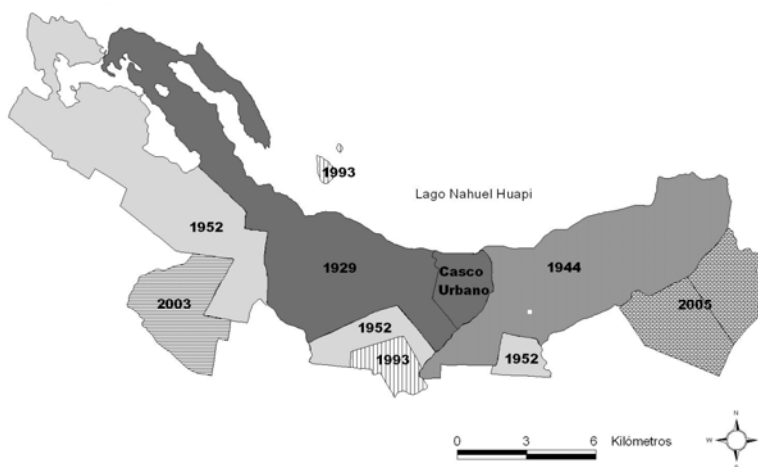 1993
Lago Nahuel Huapi
1952
1929
Casco
Urbano
1944
2003
2005
1952
1993
1952
0 3 6 Kilómetros
N
W E
S